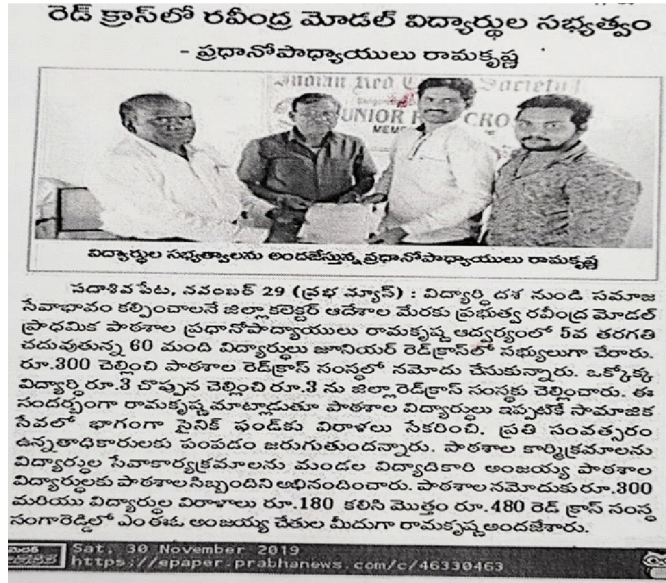 రెడ్ క్రాస్‌లో రవీంద్ర మోడల్ విద్యార్థుల సభ్యత్వం
- ప్రధానోపాధ్యాయులు రామకృష్ణ
Indian Red C Society
JUNIOR R CRO
MEM
విద్యార్థుల సభ్యత్వాలను అందజేస్తున్న ప్రధానోపాధ్యాయులు రామకృష్ణ
సదాశివ పేట, నవంబర్ 29 (ప్రభ న్యూస్) : విద్యార్థి దశ నుండి సమాజ
సేవాభావం కల్పించాలనే జిల్లా కలెక్టర్ ఆదేశాల మేరకు ప్రభుత్వ రవీంద్ర మోడల్
ప్రాథమిక పాఠశాల ప్రధానోపాధ్యాయులు రామకృష్ణ ఆధ్వర్యంలో 5వ తరగతి
చదువుతున్న 60 మంది విద్యార్థులు జూనియర్ రెడ్‌క్రాస్‌లో సభ్యులుగా చేరారు.
రూ.300 చెల్లించి పాఠశాల రెడ్‌క్రాస్ సంస్థలో నమోదు చేసుకున్నారు. ఒక్కోక్క
విద్యార్థి రూ.3 చొప్పున చెల్లించి రూ.3 ను జిల్లా రెడ్‌క్రాస్ సంస్థకు చెల్లించారు. ఈ
సందర్భంగా రామకృష్ణ మాట్లాడుతూ పాఠశాల విద్యార్థులు ఇప్పటికే సామాజిక
సేవలో భాగంగా సైనిక్ ఫండ్‌కు విరాళాలు సేకరించి, ప్రతి సంవత్సరం
ఉన్నతాధికారులకు పంపడం జరుగుతుందన్నారు. పాఠశాల కార్యక్రమాలను
విద్యార్థుల సేవాకార్యక్రమాలను మండల విద్యాధికారి అంజయ్య పాఠశాల
విద్యార్థులకు పాఠశాల సిబ్బందిని అభినందించారు. పాఠశాల నమోదుకు రూ.300
మరియు విద్యార్థుల విరాళాలు రూ.180 కలిసి మొత్తం రూ.480 రెడ్ క్రాస్ సంస్థ
సంగారెడ్డిలో ఎంఈఓ అంజయ్య చేతుల మీదుగా రామకృష్ణ అందజేశారు.
Sat, 30 November 2019
https://epaper.prabhanews.com/c/46330463